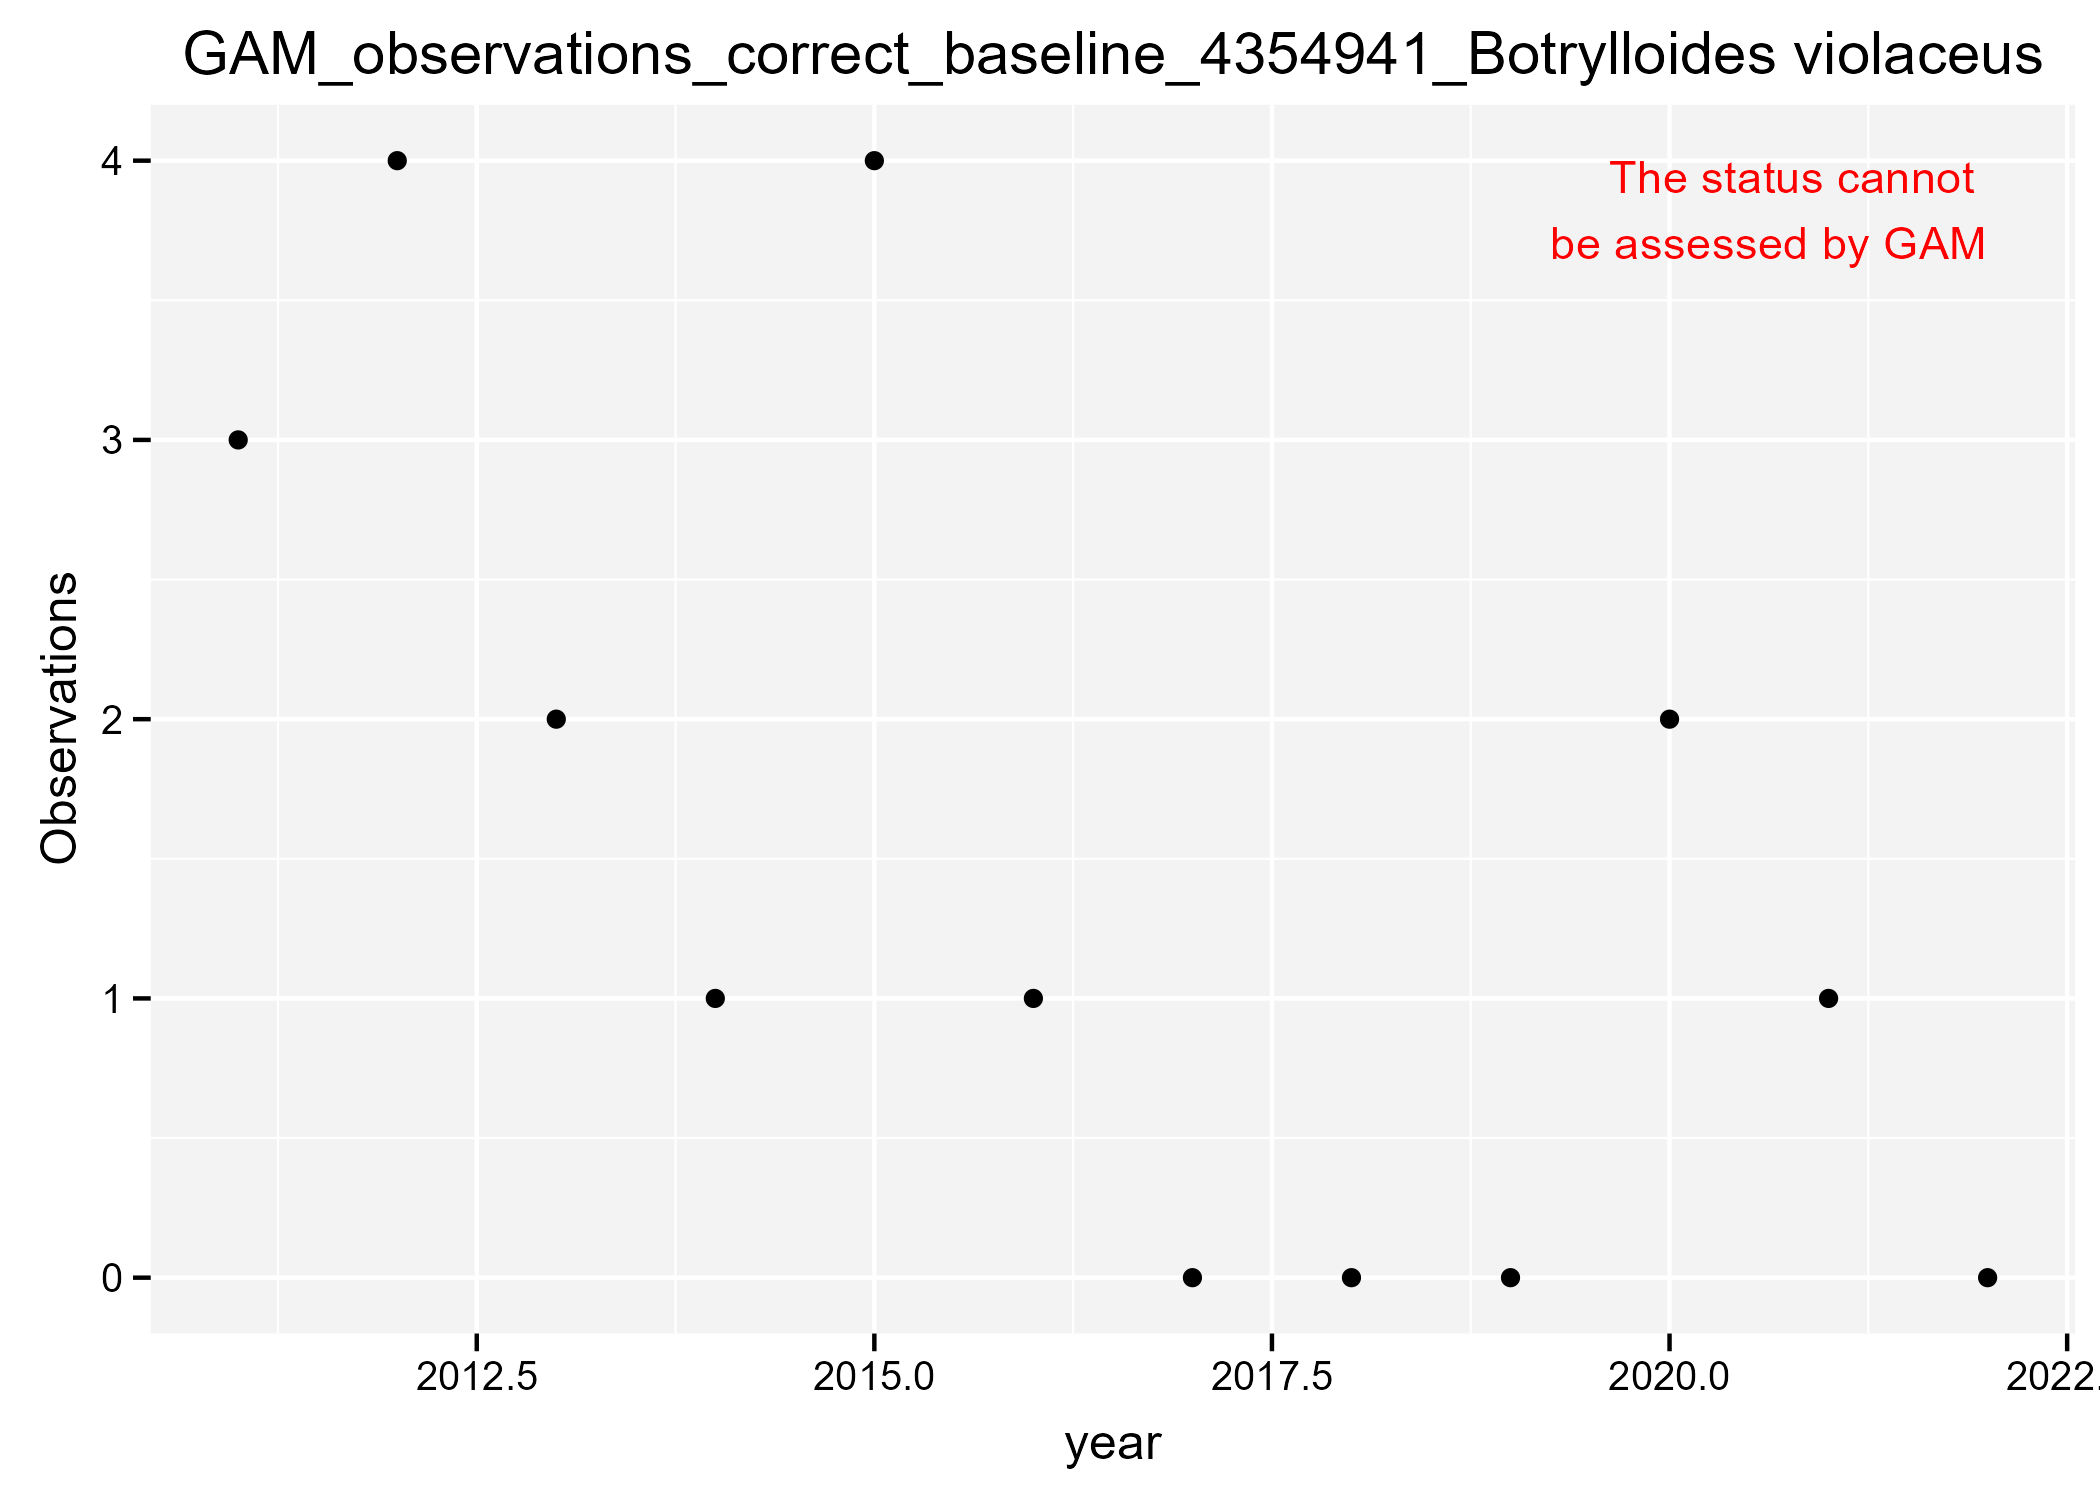 GAM_observations_correct_baseline_4354941_Botrylloides violaceus
The status cannot
be assessed by GAM
4
3
2
1
0
Observations
2012.5 2015.0 2017.5 2020.0 2022.
year